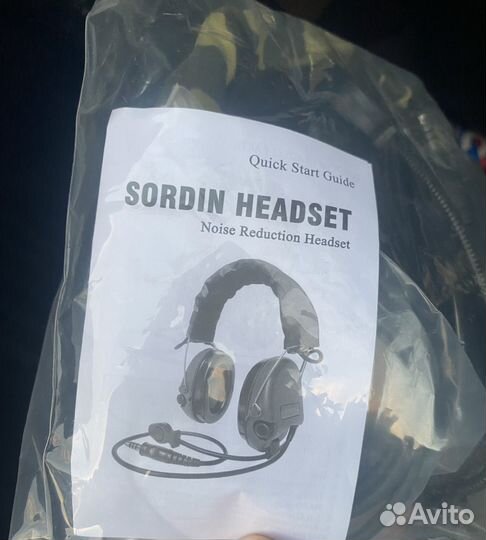 Quick Start Guide
SORDIN HEADSET
Noise Reduction Headset
Avito